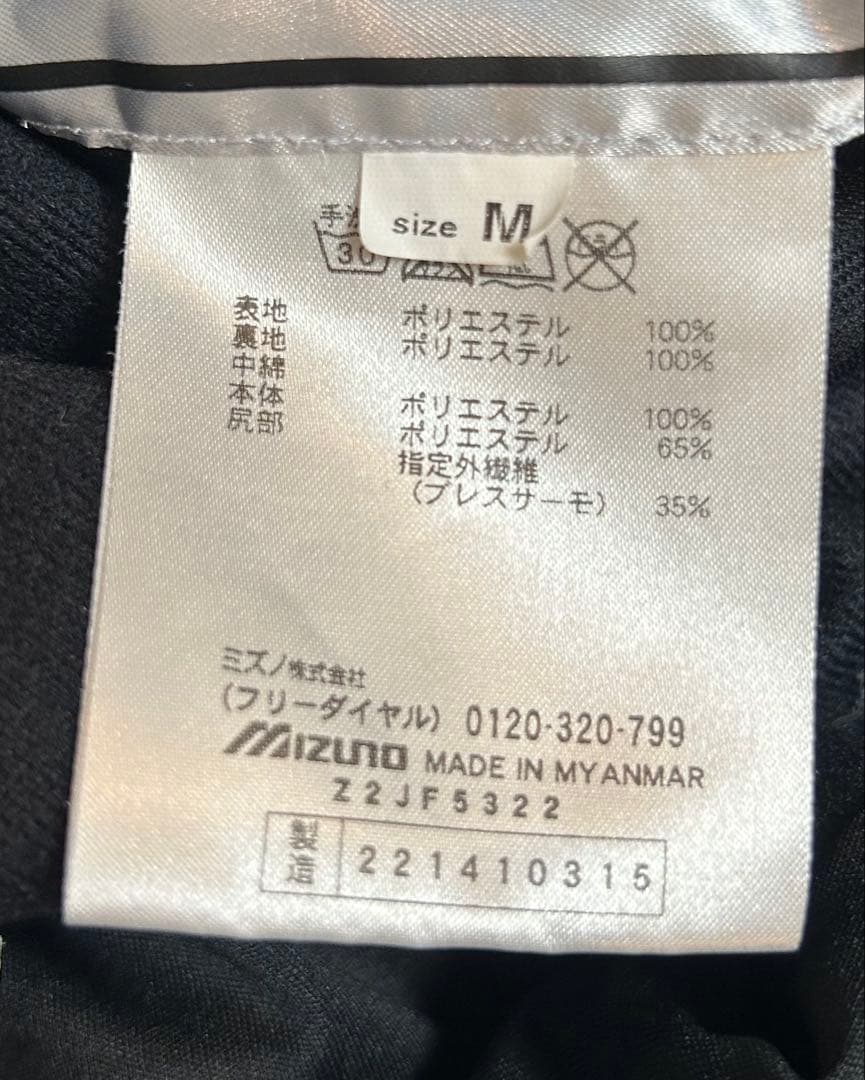 size M
手洗
30
表地 ポリエステル 100%
裏地 ポリエステル 100%
中綿
本体 ポリエステル 100%
尻部 ポリエステル 65%
指定外繊維
(ブレスサーモ) 35%
ミズノ株式会社
(フリーダイヤル) 0120-320-799
MIZUNO MADE IN MYANMAR
Z2JF5322
製造 221410315